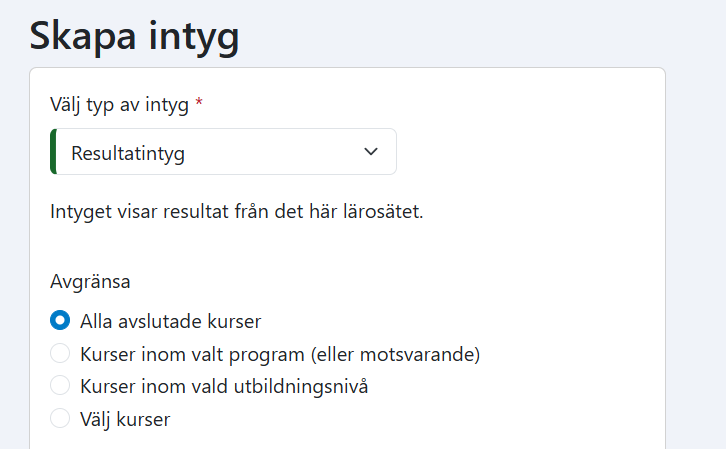 Skapa intyg
Välj typ av intyg *
Resultatintyg
Intyget visar resultat från det här lärosätet.
Avgränsa
Alla avslutade kurser
Kurser inom valt program (eller motsvarande)
Kurser inom vald utbildningsnivå
Välj kurser